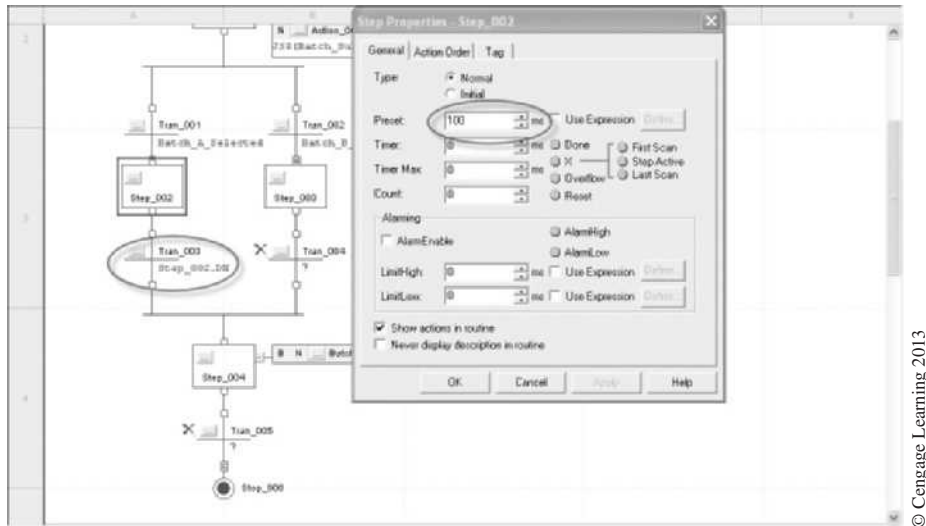 Step Properties - Step_002
General Action Order Tag
Type: Normal
Initial
Preset: 100 ms Use Expression Define...
Timer: 0 ms Done First Scan
X Step Active
Timer Max: 0 ms Overflow Last Scan
Count: 0 Reset
Alarming
AlarmEnable AlarmHigh
AlarmLow
LimitHigh: 0 ms Use Expression Define...
LimitLow: 0 ms Use Expression Define...
Show actions in routine
Never display description in routine
OK Cancel Apply Help
N
Tran_001 Tran_002
Batch_A_Selected
Step_002
Tran_003 Tran_004
Step_002.DN ?
Step_004
B N
Tran_005
?
© Cengage Learning 2013